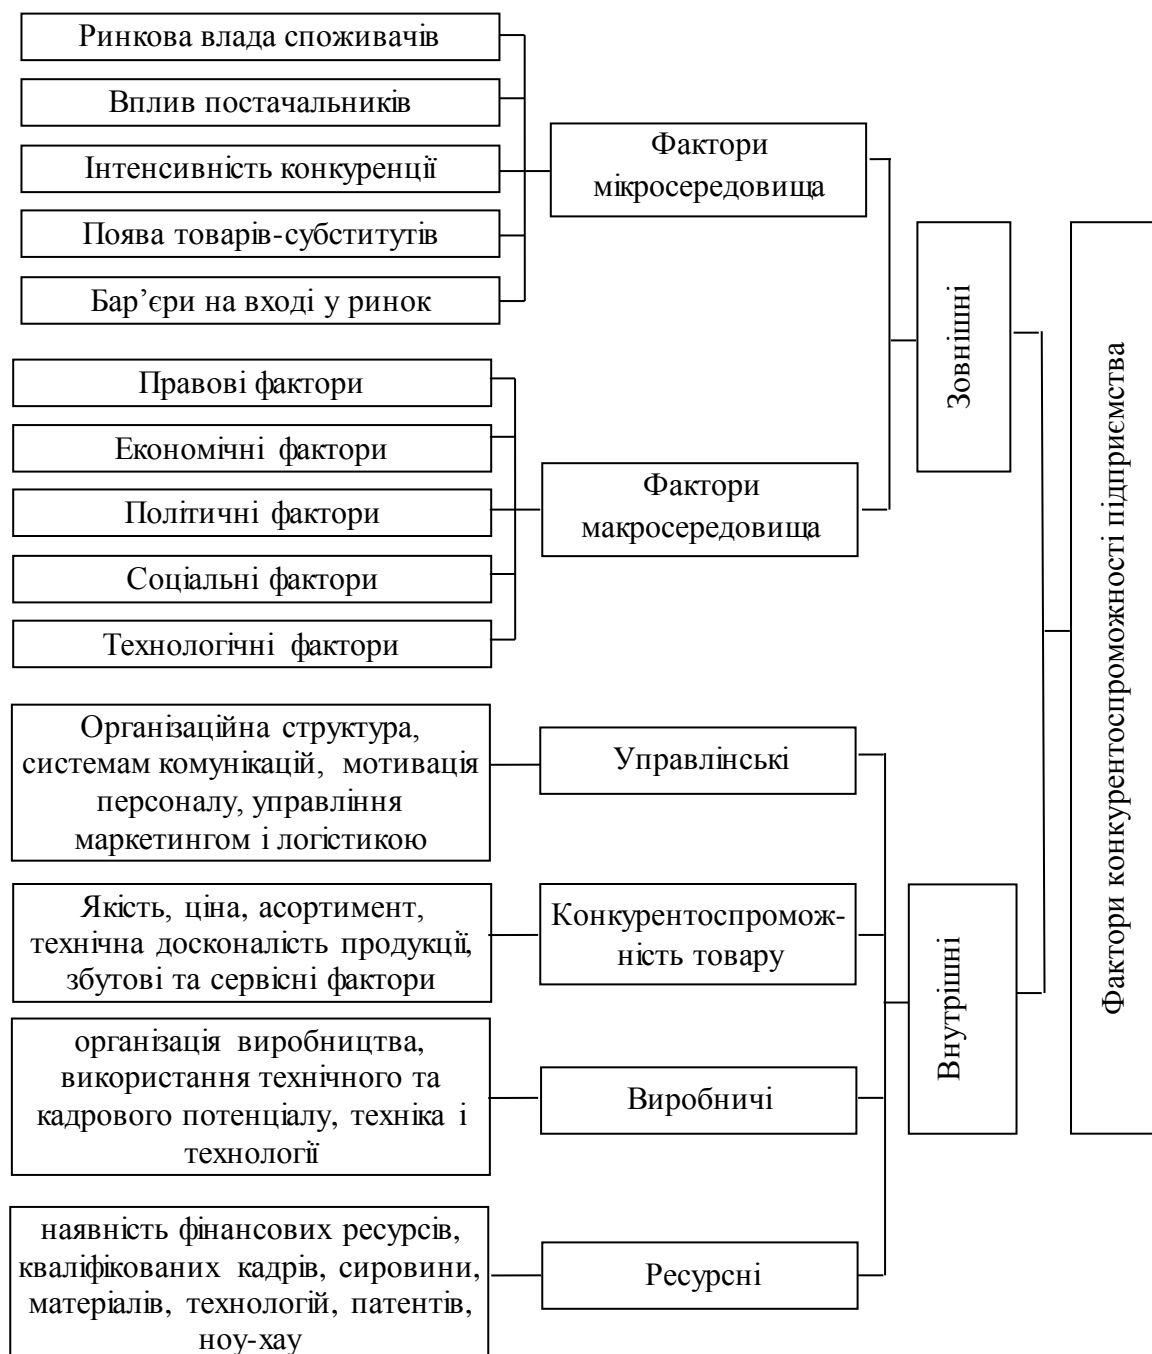 Ринкова влада споживачів
Вплив постачальників
Інтенсивність конкуренції
Поява товарів-субститутів
Бар’єри на вході у ринок
Фактори
мікросередовища
Правові фактори
Економічні фактори
Політичні фактори
Соціальні фактори
Технологічні фактори
Фактори
макросередовища
Зовнішні
Організаційна структура,
системам комунікацій, мотивація
персоналу, управління
маркетингом і логістикою
Управлінські
Якість, ціна, асортимент,
технічна досконалість продукції,
збутові та сервісні фактори
Конкурентоспромож-
ність товару
організація виробництва,
використання технічного та
кадрового потенціалу, техніка і
технології
Виробничі
наявність фінансових ресурсів,
кваліфікованих кадрів, сировини,
матеріалів, технологій, патентів,
ноу-хау
Ресурсні
Внутрішні
Фактори конкурентоспроможності підприємства